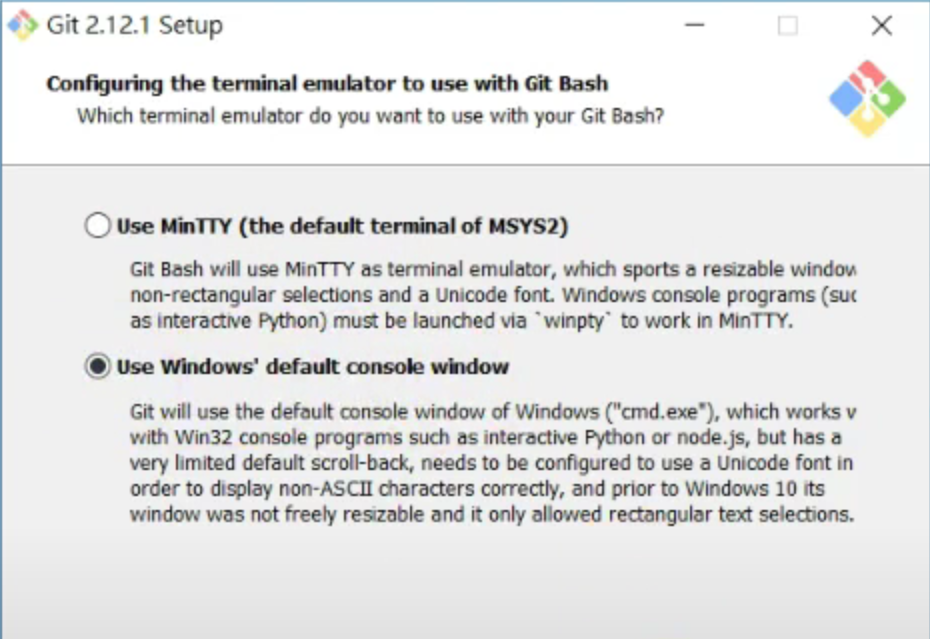 Git 2.12.1 Setup
Configuring the terminal emulator to use with Git Bash
Which terminal emulator do you want to use with your Git Bash?
Use MinTTY (the default terminal of MSYS2)
Git Bash will use MinTTY as terminal emulator, which sports a resizable window
non-rectangular selections and a Unicode font. Windows console programs (suc
as interactive Python) must be launched via `winpty` to work in MinTTY.
Use Windows' default console window
Git will use the default console window of Windows ("cmd.exe"), which works
with Win32 console programs such as interactive Python or node.js, but has a
very limited default scroll-back, needs to be configured to use a Unicode font in
order to display non-ASCII characters correctly, and prior to Windows 10 its
window was not freely resizable and it only allowed rectangular text selections.